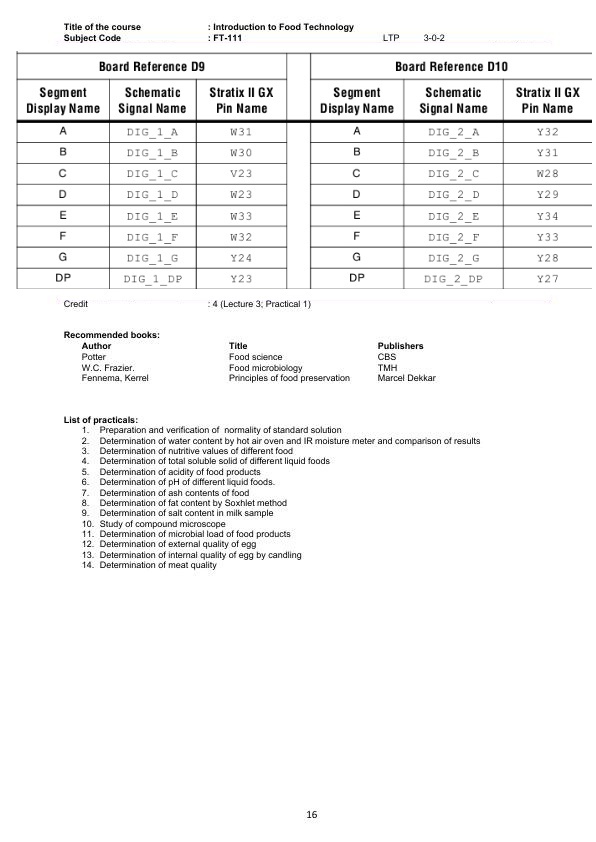 Title of the course : Introduction to Food Technology
Subject Code : FT-111 LTP 3-0-2
Board Reference D9 Board Reference D10
Segment Display Name Schematic Signal Name Stratix II GX Pin Name Segment Display Name Schematic Signal Name Stratix II GX Pin Name
A DIG_1_A W31 A DIG_2_A Y32
B DIG_1_B W30 B DIG_2_B Y31
C DIG_1_C V23 C DIG_2_C W28
D DIG_1_D W23 D DIG_2_D Y29
E DIG_1_E W33 E DIG_2_E Y34
F DIG_1_F W32 F DIG_2_F Y33
G DIG_1_G Y24 G DIG_2_G Y28
DP DIG_1_DP Y23 DP DIG_2_DP Y27
Credit : 4 (Lecture 3; Practical 1)
Recommended books:
Author Title Publishers
Potter Food science CBS
W.C. Frazier. Food microbiology TMH
Fennema, Kerrel Principles of food preservation Marcel Dekkar
List of practicals:
1. Preparation and verification of normality of standard solution
2. Determination of water content by hot air oven and IR moisture meter and comparison of results
3. Determination of nutritive values of different food
4. Determination of total soluble solid of different liquid foods
5. Determination of acidity of food products
6. Determination of pH of different liquid foods.
7. Determination of ash contents of food
8. Determination of fat content by Soxhlet method
9. Determination of salt content in milk sample
10. Study of compound microscope
11. Determination of microbial load of food products
12. Determination of external quality of egg
13. Determination of internal quality of egg by candling
14. Determination of meat quality
16